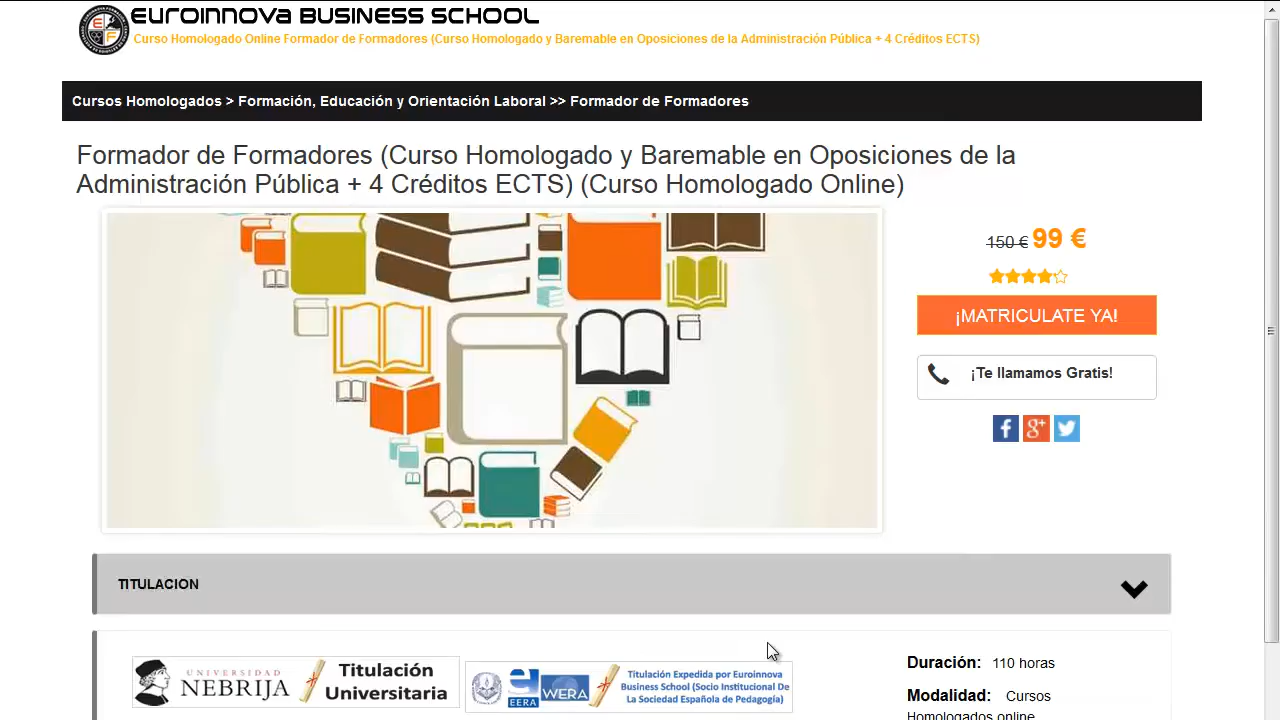 EUROINNOVA BUSINESS SCHOOL
Curso Homologado Online Formador de Formadores (Curso Homologado y Baremable en Oposiciones de la Administración Pública + 4 Créditos ECTS)
Cursos Homologados > Formación, Educación y Orientación Laboral >> Formador de Formadores
Formador de Formadores (Curso Homologado y Baremable en Oposiciones de la
Administración Pública + 4 Créditos ECTS) (Curso Homologado Online)
150 € 99 €
¡MATRICULATE YA!
¡Te llamamos Gratis!
TITULACION
UNIVERSIDAD
NEBRIJA
Titulación
Universitaria
EERA
WERA
Titulación Expedida por Euroinnova
Business School (Socio Institucional De
La Sociedad Española de Pedagogía)
Duración: 110 horas
Modalidad: Cursos
Homologados online